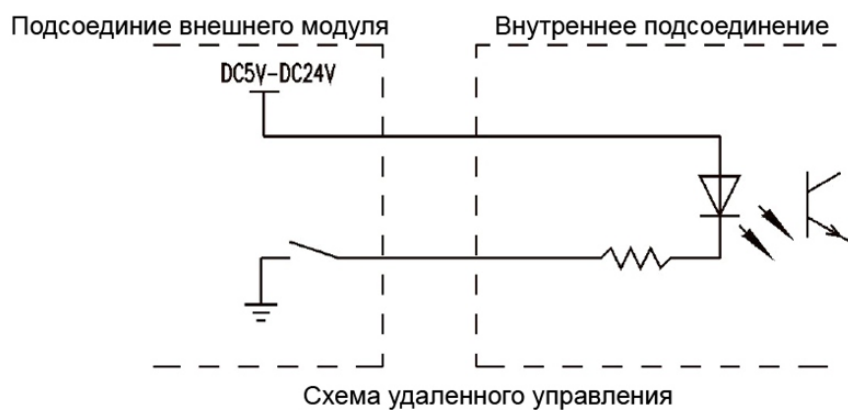 Подсоединие внешнего модуля
Внутреннее подсоединение
DC5V-DC24V
Схема удаленного управления